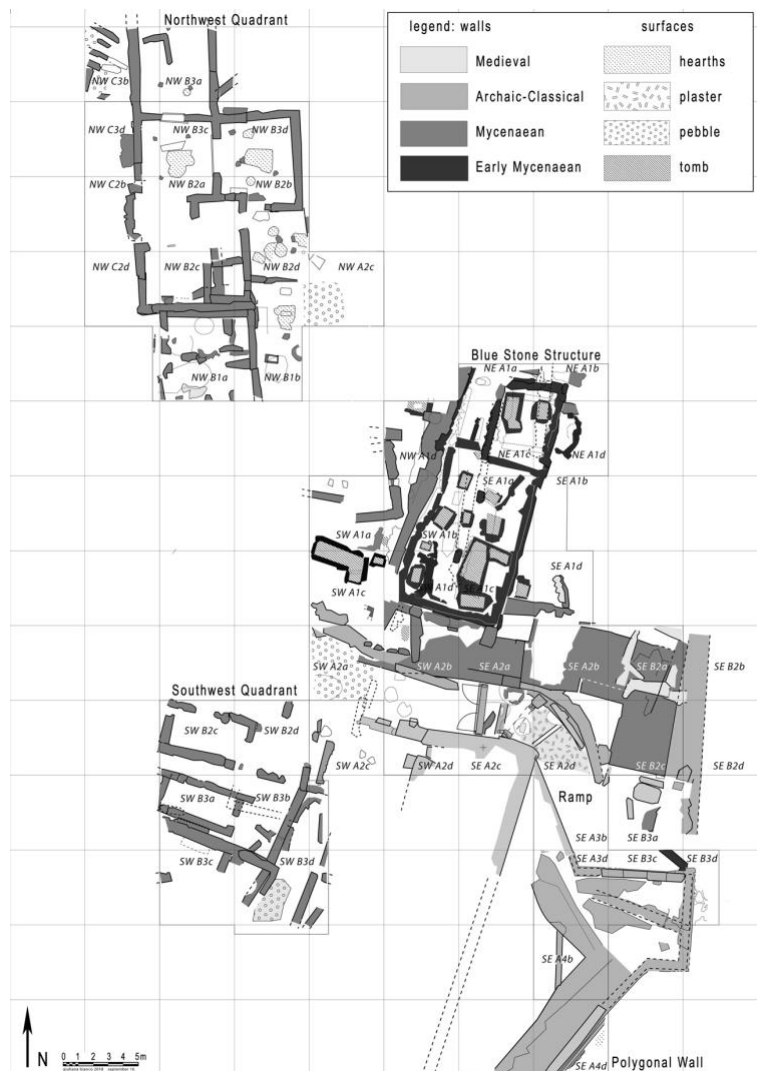 Northwest Quadrant
legend: walls
surfaces
Medieval
hearths
Archaic-Classical
plaster
Mycenaean
pebble
Early Mycenaean
tomb
NW C3b
NW B3a
NW C3d
NW B3c
NW B3d
NW C2b
NW B2a
NW B2b
NW C2d
NW B2c
NW B2d
NW A2c
NW B1a
NW B1b
Blue Stone Structure
NE A1a
NE A1b
NW A1d
NE A1c
NE A1d
SE A1a
SE A1b
SW A1a
SW A1b
SE A1d
SW A1c
SW A1d
SE A1c
SW A2a
SW A2b
SE A2a
SE A2b
SE B2a
SE B2b
Southwest Quadrant
SW B2c
SW B2d
SW A2c
SW A2d
SE A2c
SE A2d
SE B2c
SE B2d
Ramp
SW B3a
SW B3b
SE A3b
SE B3a
SW B3c
SW B3d
SE A3d
SE B3c
SE B3d
SE A4b
N
0 1 2 3 4 5m
SE A4d
Polygonal Wall